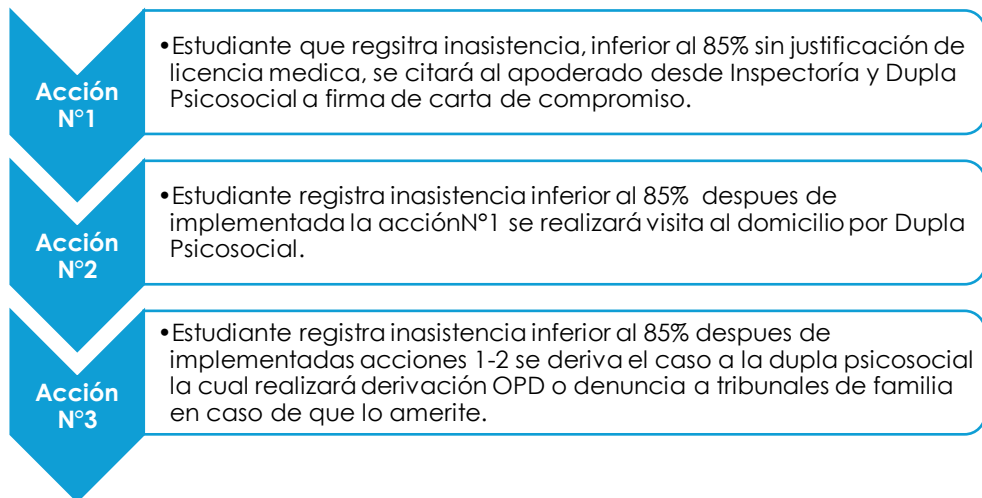 Acción
N°1
•Estudiante que regsitra inasistencia, inferior al 85% sin justificación de
licencia medica, se citará al apoderado desde Inspectoría y Dupla
Psicosocial a firma de carta de compromiso.
Acción
N°2
•Estudiante registra inasistencia inferior al 85% despues de
implementada la acciónN°1 se realizará visita al domicilio por Dupla
Psicosocial.
Acción
N°3
•Estudiante registra inasistencia inferior al 85% despues de
implementadas acciones 1-2 se deriva el caso a la dupla psicosocial
la cual realizará derivación OPD o denuncia a tribunales de familia
en caso de que lo amerite.